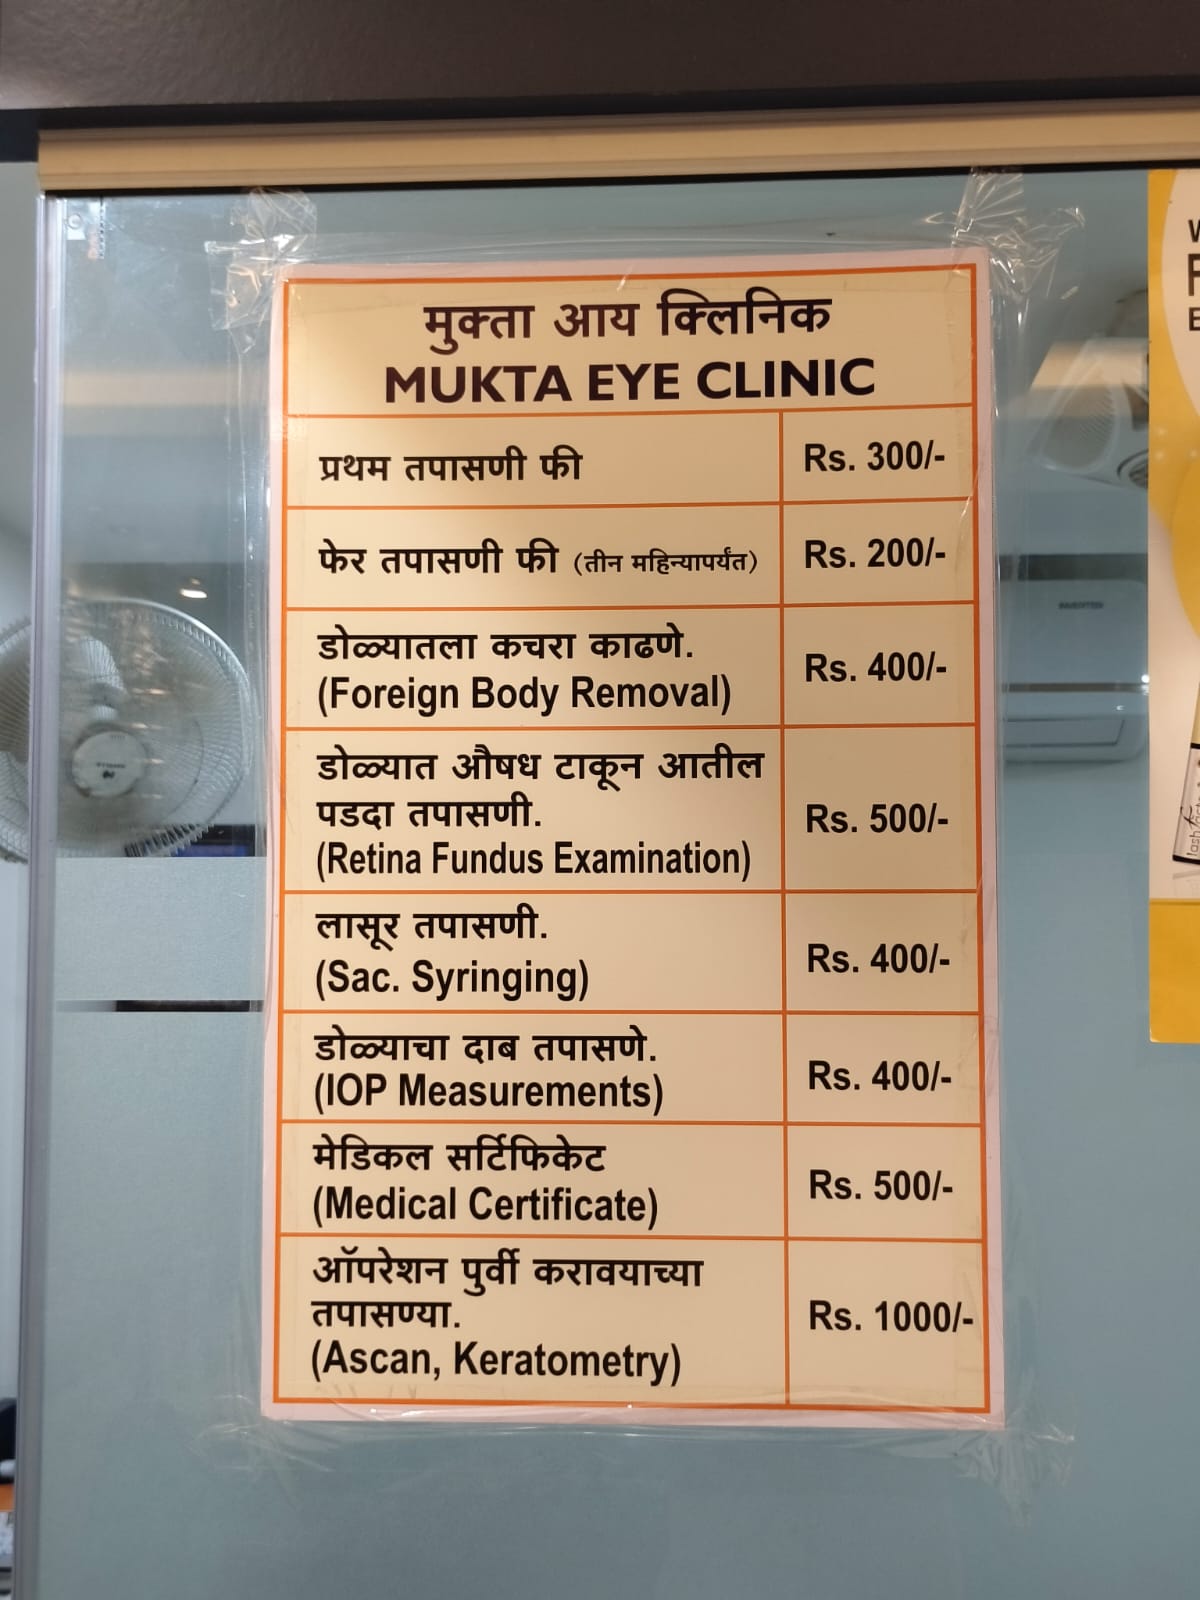 मुक्ता आय क्लिनिक
MUKTA EYE CLINIC
प्रथम तपासणी फी Rs. 300/-
फेर तपासणी फी (तीन महिन्यापर्यंत) Rs. 200/-
डोळ्यातला कचरा काढणे.
(Foreign Body Removal) Rs. 400/-
डोळ्यात औषध टाकून आतील
पडदा तपासणी.
(Retina Fundus Examination) Rs. 500/-
लासूर तपासणी.
(Sac. Syringing) Rs. 400/-
डोळ्याचा दाब तपासणे.
(IOP Measurements) Rs. 400/-
मेडिकल सर्टिफिकेट
(Medical Certificate) Rs. 500/-
ऑपरेशन पुर्वी करावयाच्या
तपासण्या.
(Ascan, Keratometry) Rs. 1000/-